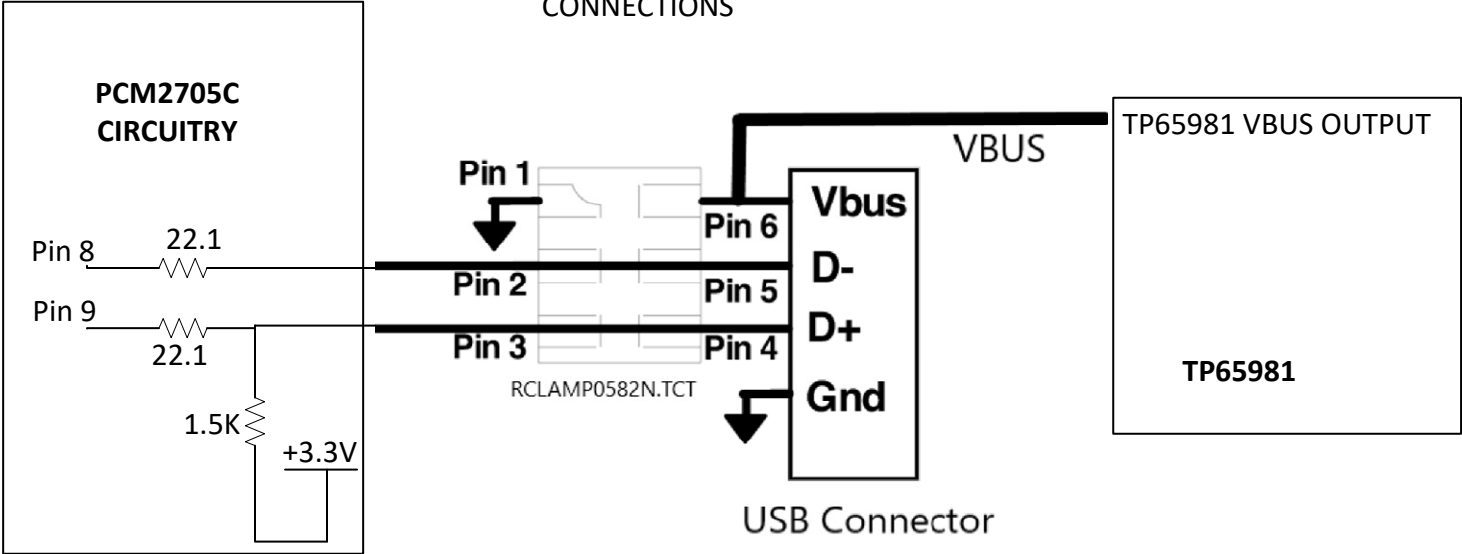 CONNECTIONS
PCM2705C
CIRCUITRY
Pin 8
22.1
Pin 9
22.1
1.5K
+3.3V
Pin 1
Pin 2
Pin 3
Pin 6
Pin 5
Pin 4
RCLAMP0582N.TCT
VBUS
Vbus
D-
D+
Gnd
USB Connector
TP65981 VBUS OUTPUT
TP65981